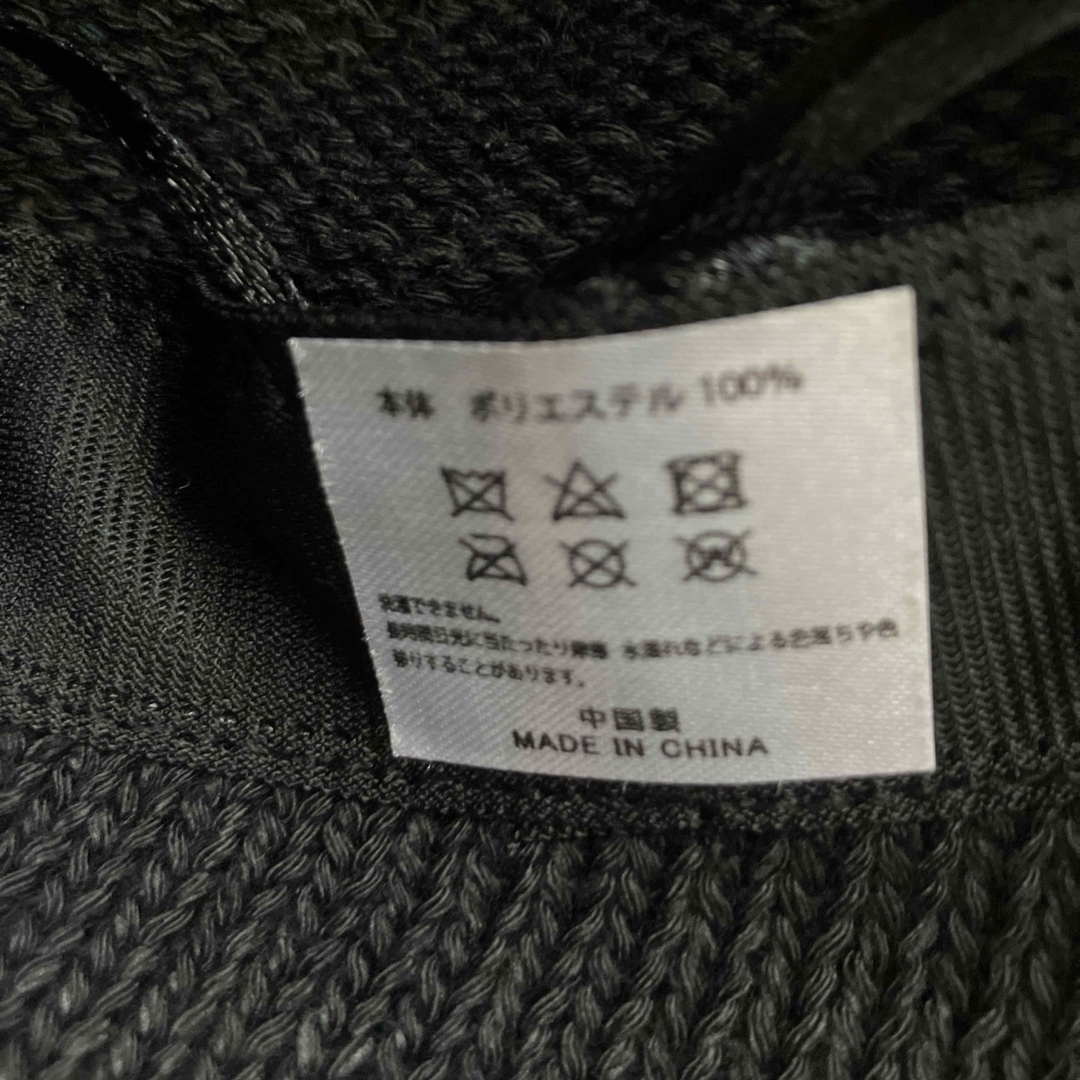 本体 ポリエステル 100%
洗濯できません。
長時間日光に当たったり摩擦 水濡れなどによる色落ちや色
移りすることがあります。
中国製
MADE IN CHINA